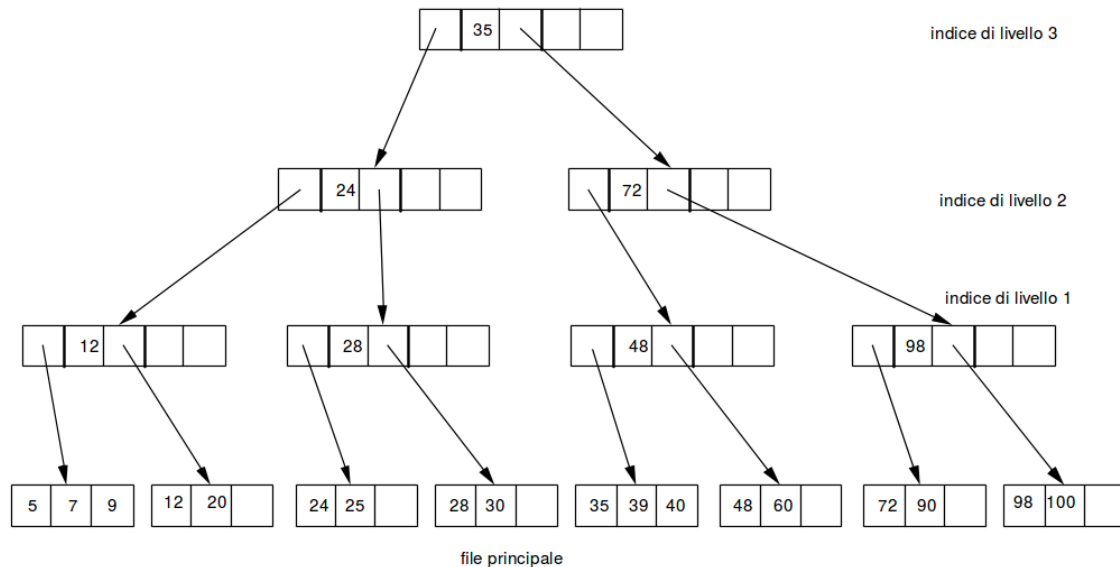 35
indice di livello 3
24 72
indice di livello 2
indice di livello 1
12 28 48 98
5 7 9 12 20 24 25 28 30 35 39 40 48 60 72 90 98 100
file principale